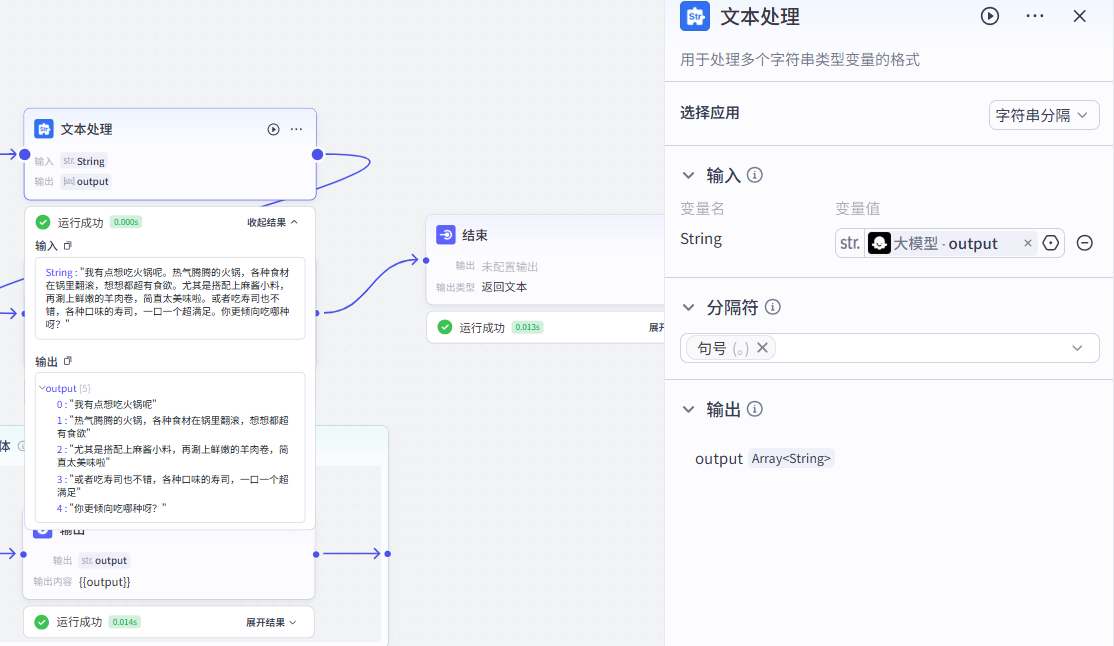 文本处理
输入 str. String
输出 [str] output
运行成功 0.000s 收起结果
输入
String : "我有点想吃火锅呢。热气腾腾的火锅，各种食材
在锅里翻滚，想想都超有食欲。尤其是搭配上麻酱小料，
再涮上鲜嫩的羊肉卷，简直太美味啦。或者吃寿司也不
错，各种口味的寿司，一口一个超满足。你更倾向吃哪种
呀？"
输出
output {5}
0 : "我有点想吃火锅呢"
1 : "热气腾腾的火锅，各种食材在锅里翻滚，想想都超
有食欲"
2 : "尤其是搭配上麻酱小料，再涮上鲜嫩的羊肉卷，简
直太美味啦"
3 : "或者吃寿司也不错，各种口味的寿司，一口一个超
满足"
4 : "你更倾向吃哪种呀？"
体
输出
输出 str. output
输出内容 {{output}}
运行成功 0.014s 展开结果
结束
输出 未配置输出
输出类型 返回文本
运行成功 0.013s 展开
Str 文本处理
用于处理多个字符串类型变量的格式
选择应用 字符串分隔
输入
变量名 变量值
String str. 大模型 - output
分隔符
句号 (。)
输出
output Array<String>